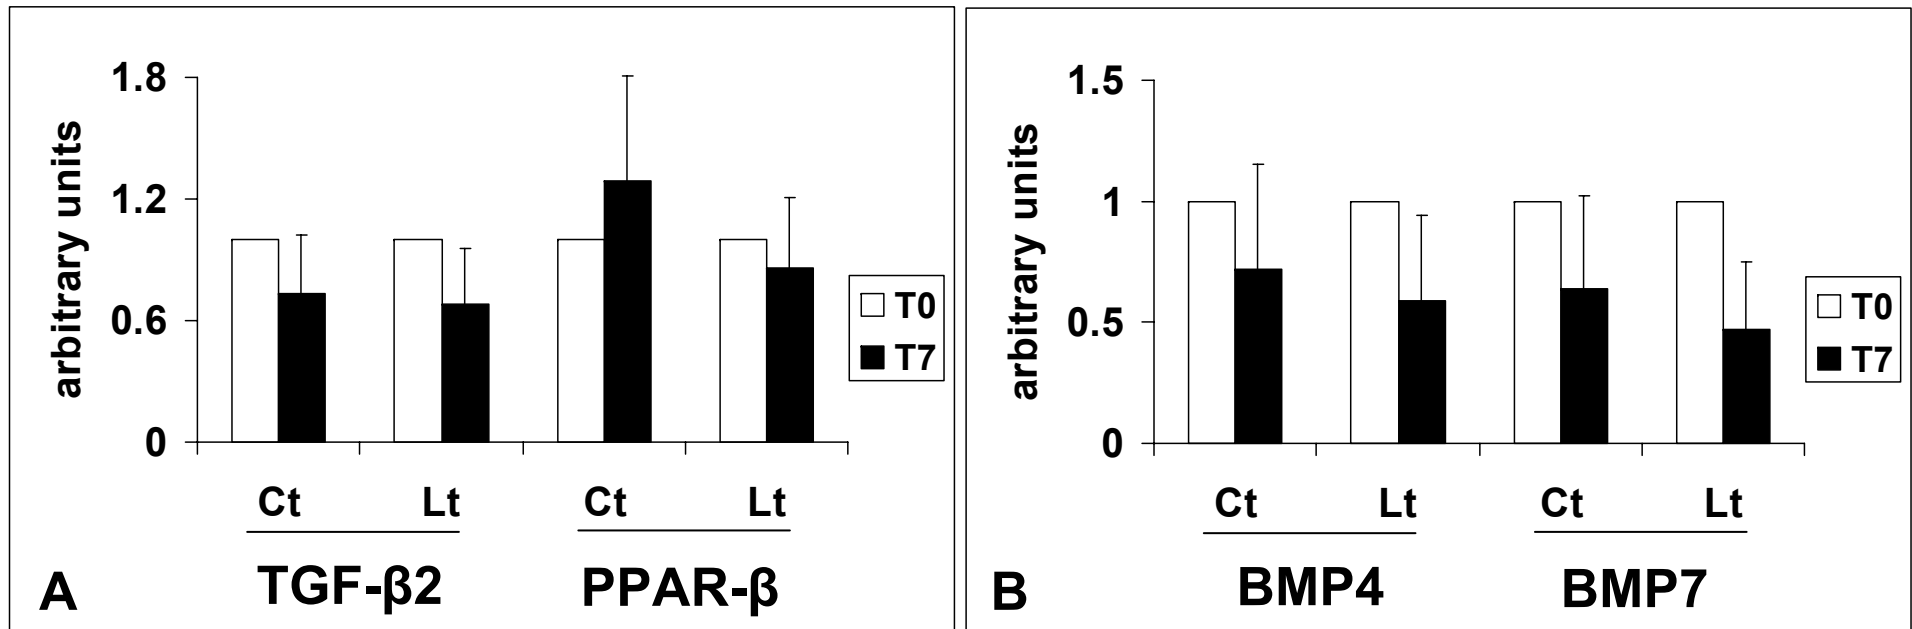 arbitrary units
1.8
1.2
0.6
0
T0
T7
Ct Lt Ct Lt
TGF-β2 PPAR-β
A
arbitrary units
1.5
1
0.5
0
T0
T7
Ct Lt Ct Lt
BMP4 BMP7
B